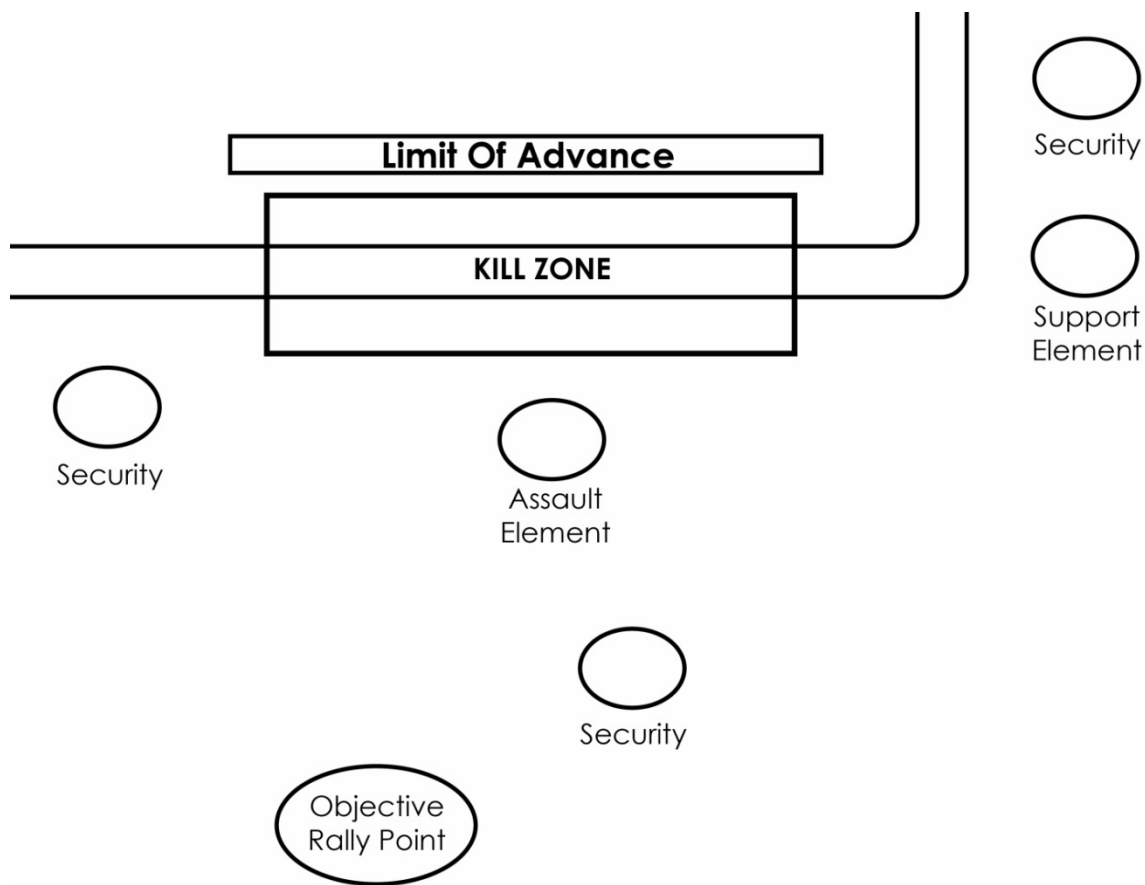 Limit Of Advance
Security
KILL ZONE
Support
Element
Security
Assault
Element
Security
Objective
Rally Point